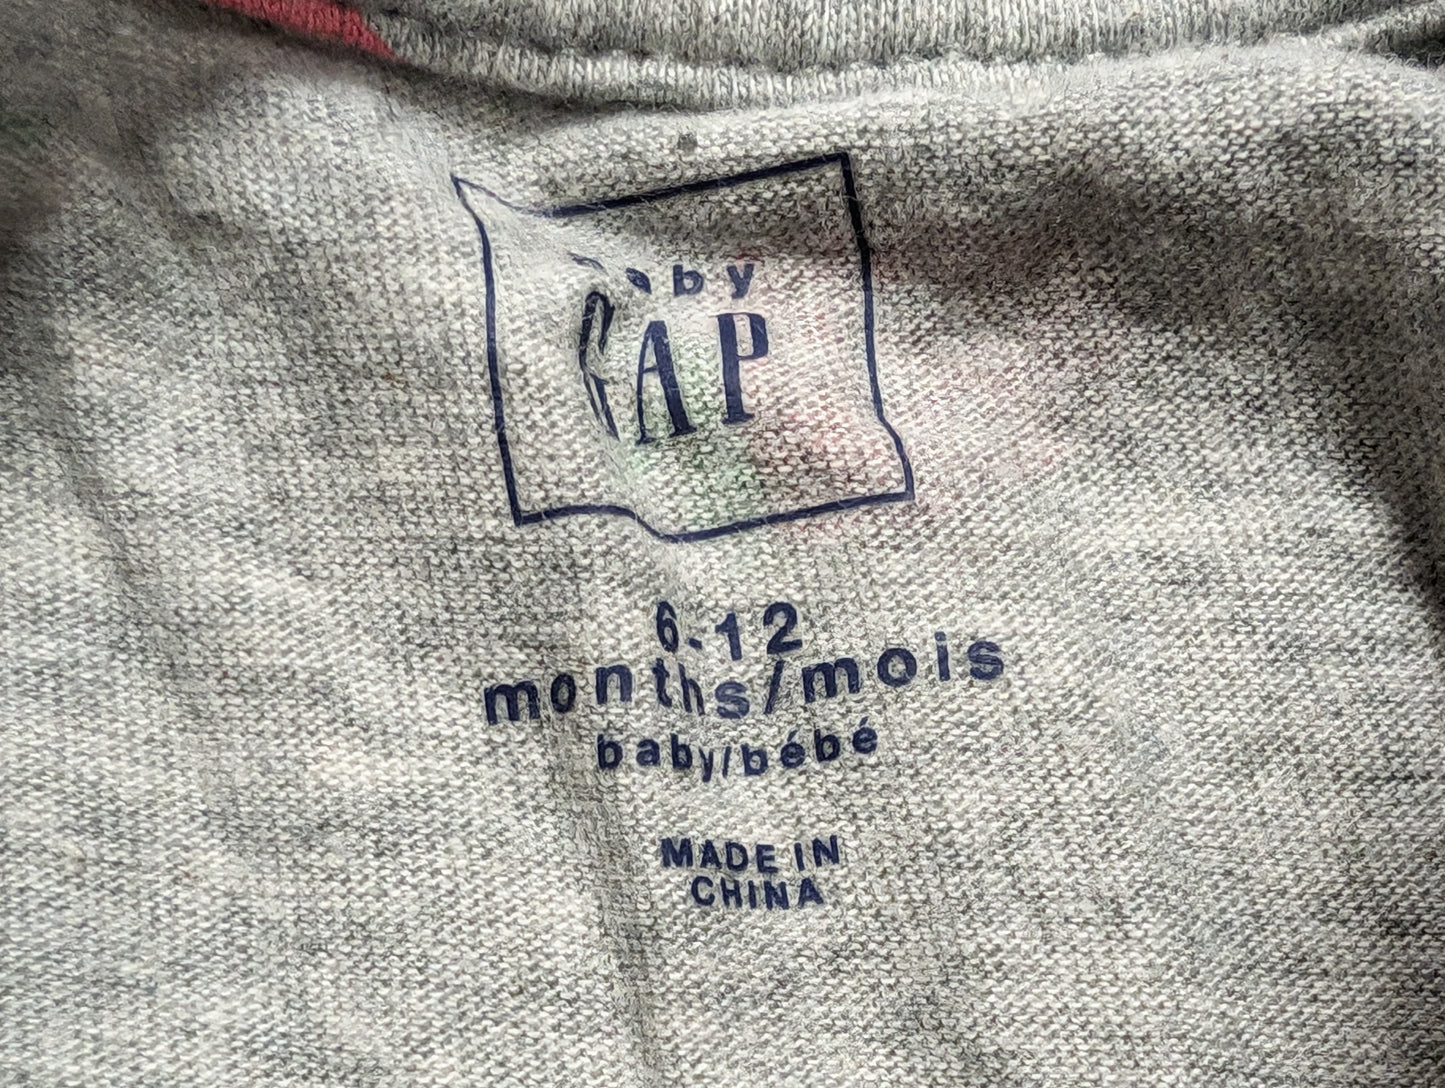 baby
GAP
6-12
months/mois
baby/bébé
MADE IN
CHINA